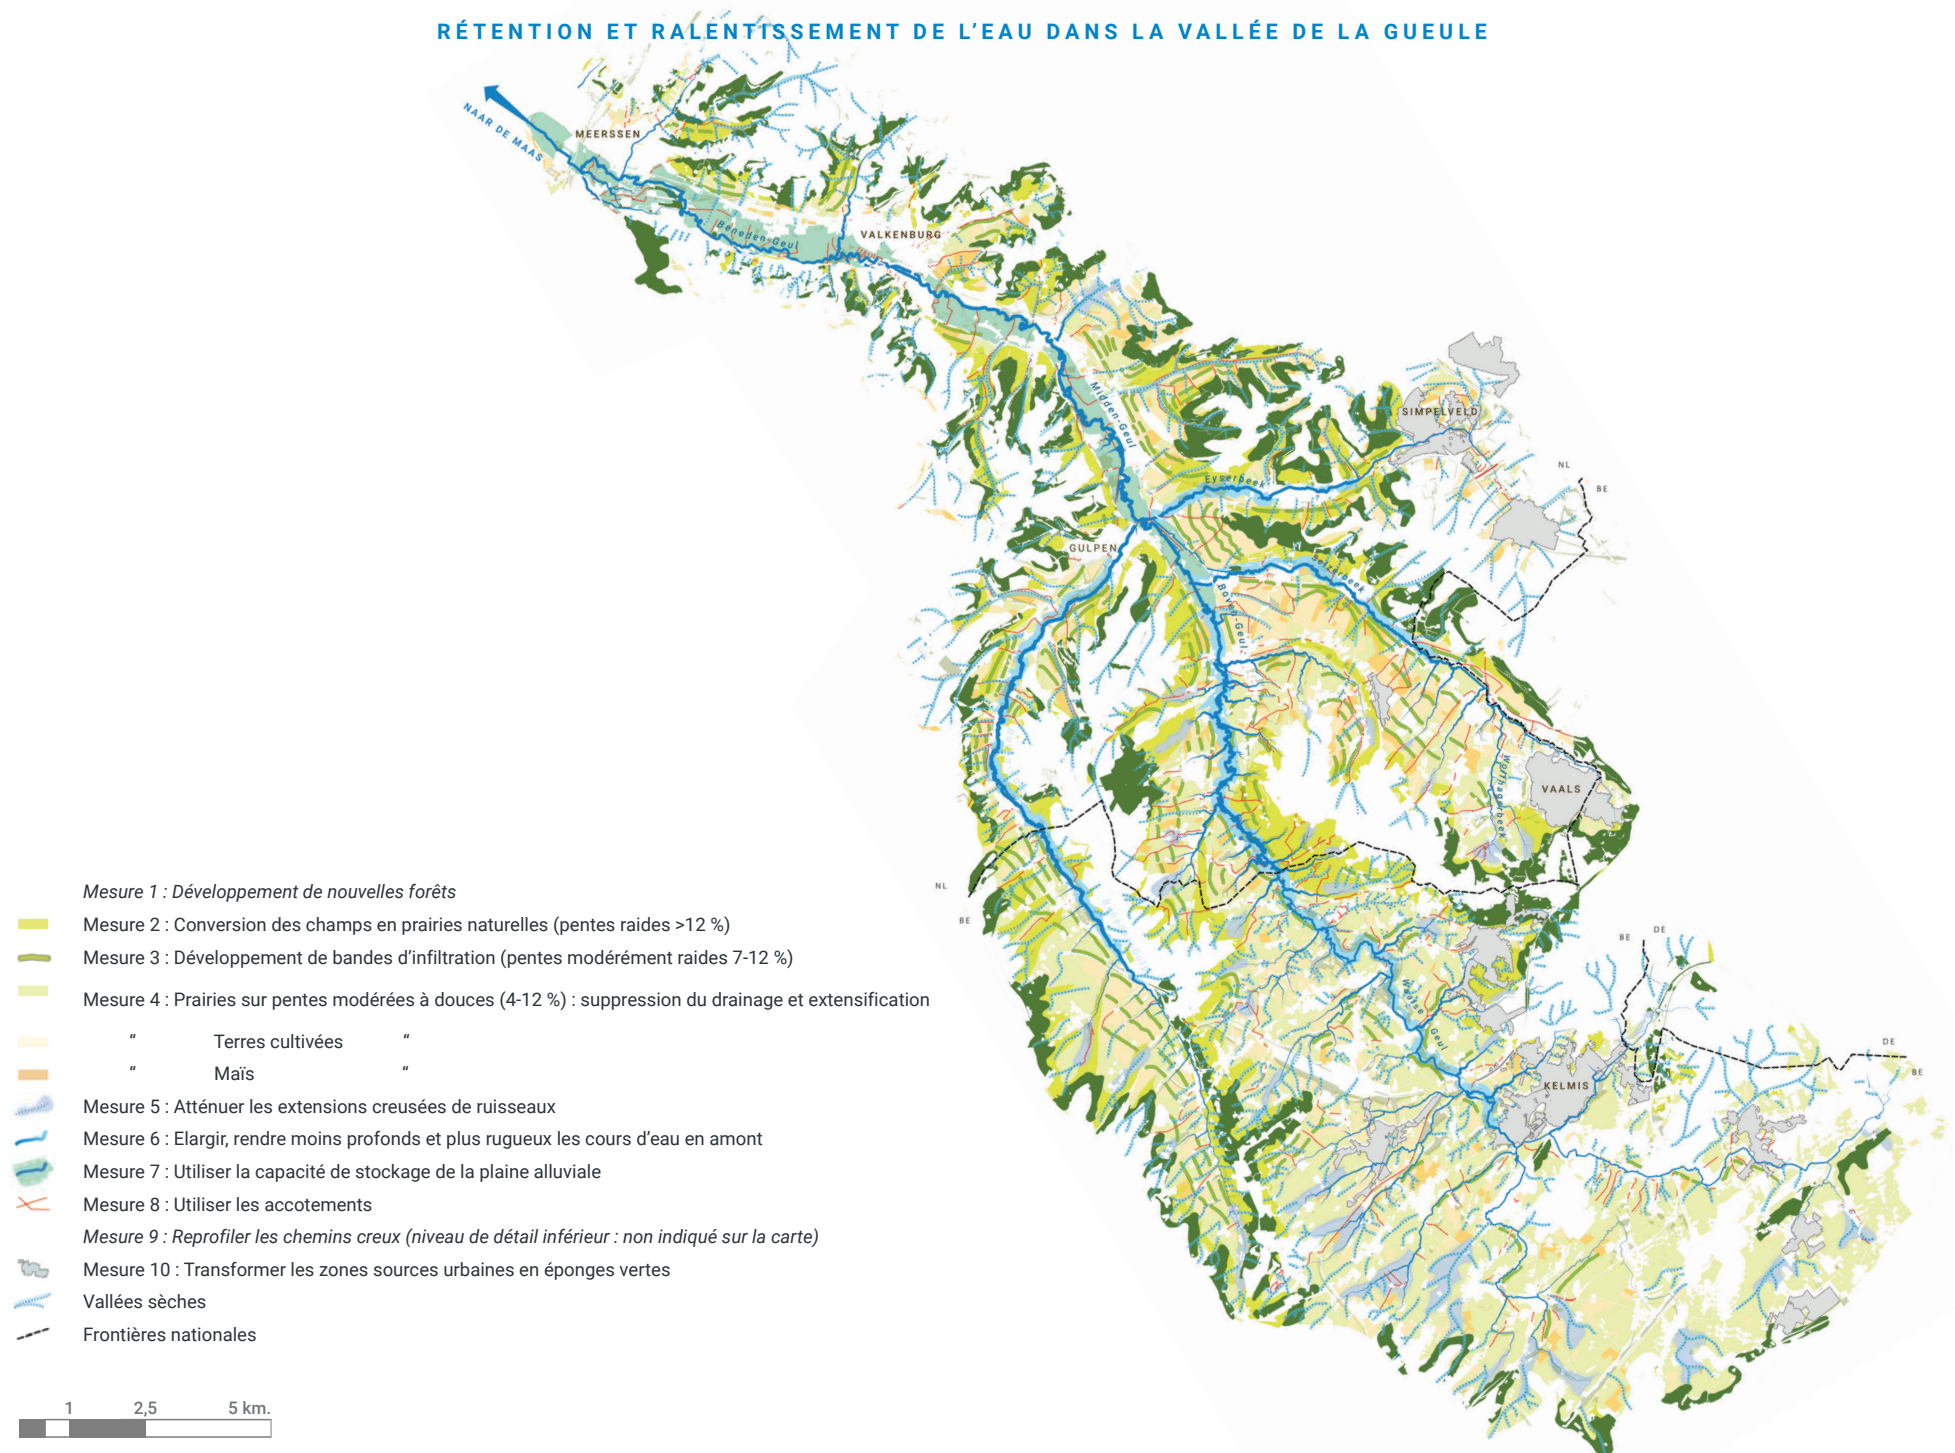 RÉTENTION ET RALENTISSEMENT DE L'EAU DANS LA VALLÉE DE LA GUEULE
NAAR DE MAAS
MEERSSEN
Beneden-Geul
VALKENBURG
Midden-Geul
SIMPELVELD
NL
BE
Eyserbeek
GULPEN
Selzerbeek
Boven-Geul
VAALS
NL
BE
BE
DE
Waalse Geul
DE
BE
KELMIS
Mesure 1 : Développement de nouvelles forêts
Mesure 2 : Conversion des champs en prairies naturelles (pentes raides >12 %)
Mesure 3 : Développement de bandes d'infiltration (pentes modérément raides 7-12 %)
Mesure 4 : Prairies sur pentes modérées à douces (4-12 %) : suppression du drainage et extensification
“ Terres cultivées “
“ Maïs “
Mesure 5 : Atténuer les extensions creusées de ruisseaux
Mesure 6 : Elargir, rendre moins profonds et plus rugueux les cours d'eau en amont
Mesure 7 : Utiliser la capacité de stockage de la plaine alluviale
Mesure 8 : Utiliser les accotements
Mesure 9 : Reprofiler les chemins creux (niveau de détail inférieur : non indiqué sur la carte)
Mesure 10 : Transformer les zones sources urbaines en éponges vertes
Vallées sèches
Frontières nationales
1 2,5 5 km.